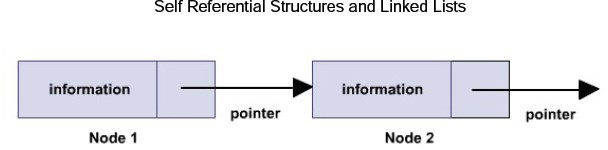 Self Referential Structures and Linked Lists
information
information
pointer
pointer
Node 1
Node 2